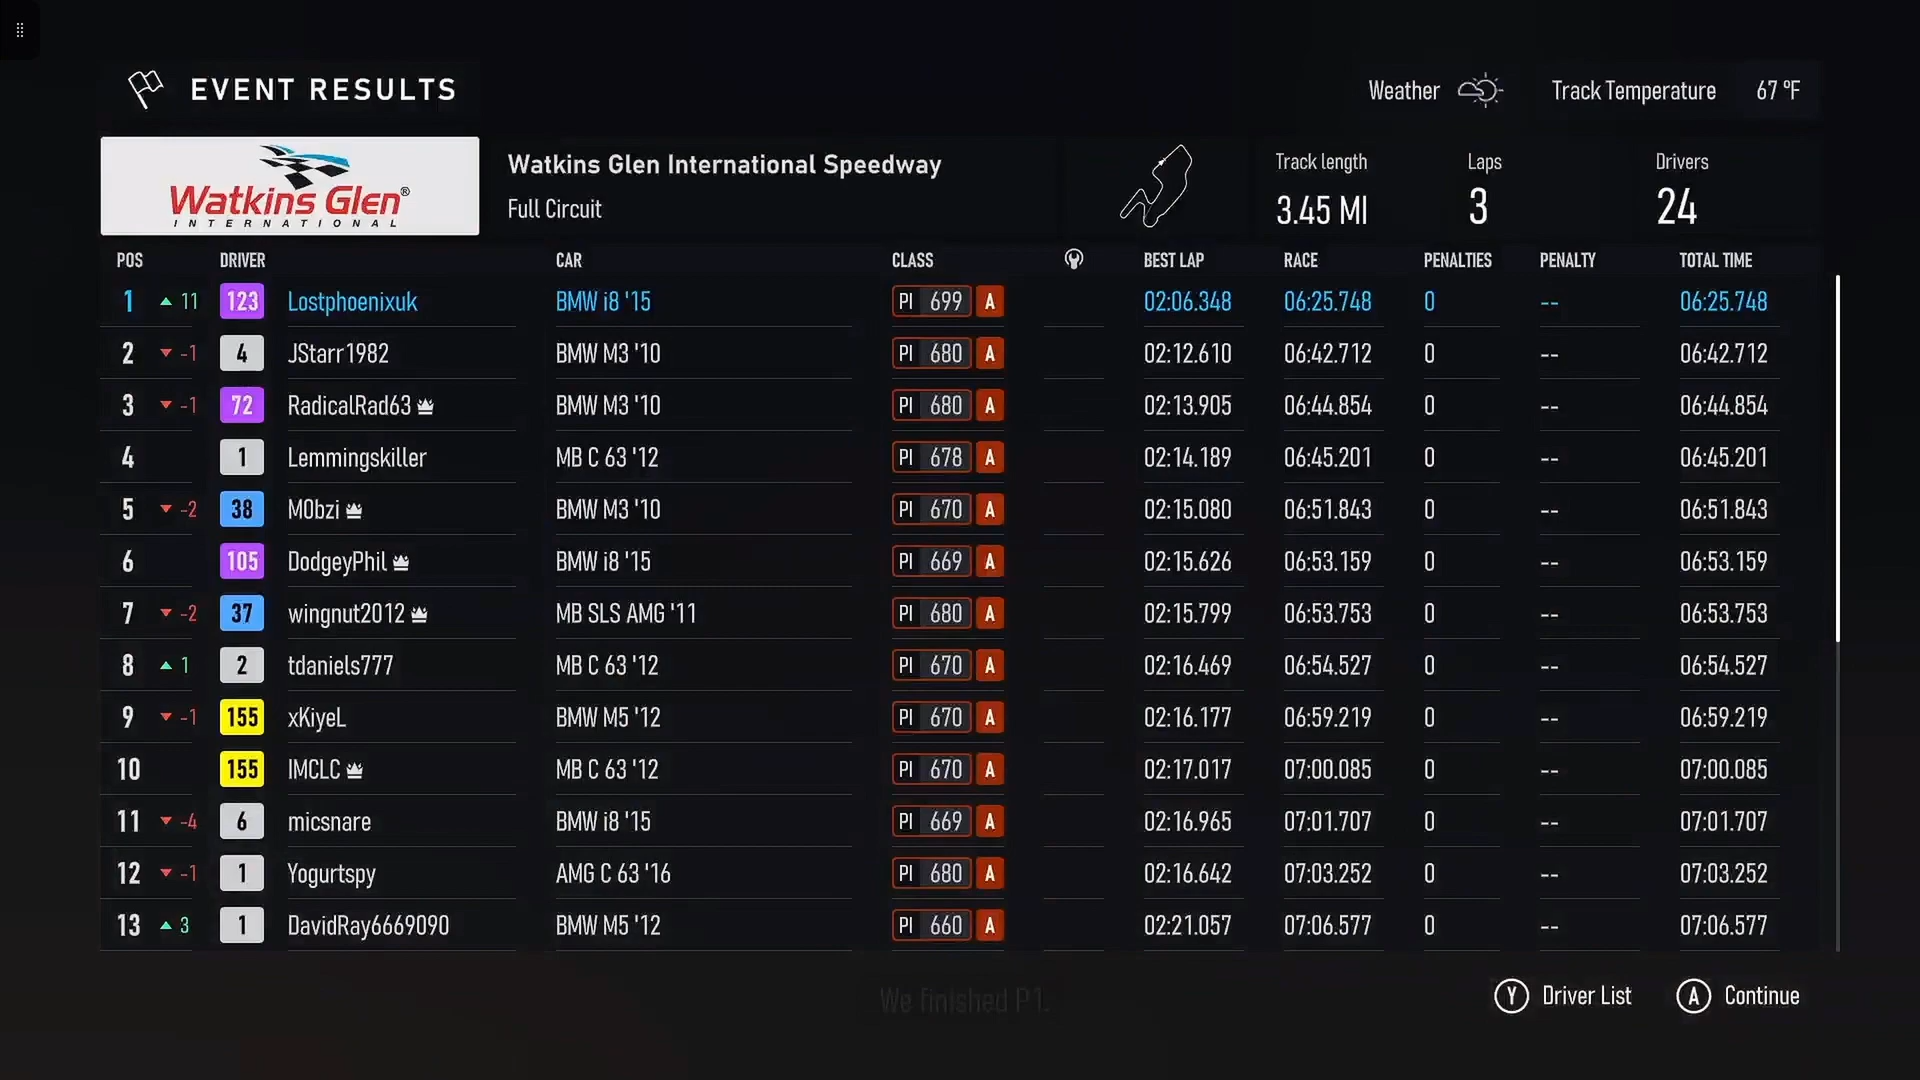 EVENT RESULTS
Weather Track Temperature 67 °F
Watkins Glen®
INTERNATIONAL
Watkins Glen International Speedway
Full Circuit
Track length Laps Drivers
3.45 MI 3 24
POS DRIVER CAR CLASS BEST LAP RACE PENALTIES PENALTY TOTAL TIME
1 11 123 Lostphoenixuk BMW i8 '15 PI 699 A 02:06.348 06:25.748 0 -- 06:25.748
2 -1 4 JStarr1982 BMW M3 '10 PI 680 A 02:12.610 06:42.712 0 -- 06:42.712
3 -1 72 RadicalRad63 BMW M3 '10 PI 680 A 02:13.905 06:44.854 0 -- 06:44.854
4 1 Lemmingskiller MB C 63 '12 PI 678 A 02:14.189 06:45.201 0 -- 06:45.201
5 -2 38 M0bzi BMW M3 '10 PI 670 A 02:15.080 06:51.843 0 -- 06:51.843
6 105 DodgeyPhil BMW i8 '15 PI 669 A 02:15.626 06:53.159 0 -- 06:53.159
7 -2 37 wingnut2012 MB SLS AMG '11 PI 680 A 02:15.799 06:53.753 0 -- 06:53.753
8 1 2 tdaniels777 MB C 63 '12 PI 670 A 02:16.469 06:54.527 0 -- 06:54.527
9 -1 155 xKiyeL BMW M5 '12 PI 670 A 02:16.177 06:59.219 0 -- 06:59.219
10 155 IMCLC MB C 63 '12 PI 670 A 02:17.017 07:00.085 0 -- 07:00.085
11 -4 6 micsnare BMW i8 '15 PI 669 A 02:16.965 07:01.707 0 -- 07:01.707
12 -1 1 Yogurtspy AMG C 63 '16 PI 680 A 02:16.642 07:03.252 0 -- 07:03.252
13 3 1 DavidRay6669090 BMW M5 '12 PI 660 A 02:21.057 07:06.577 0 -- 07:06.577
We finished P1.
Y Driver List A Continue